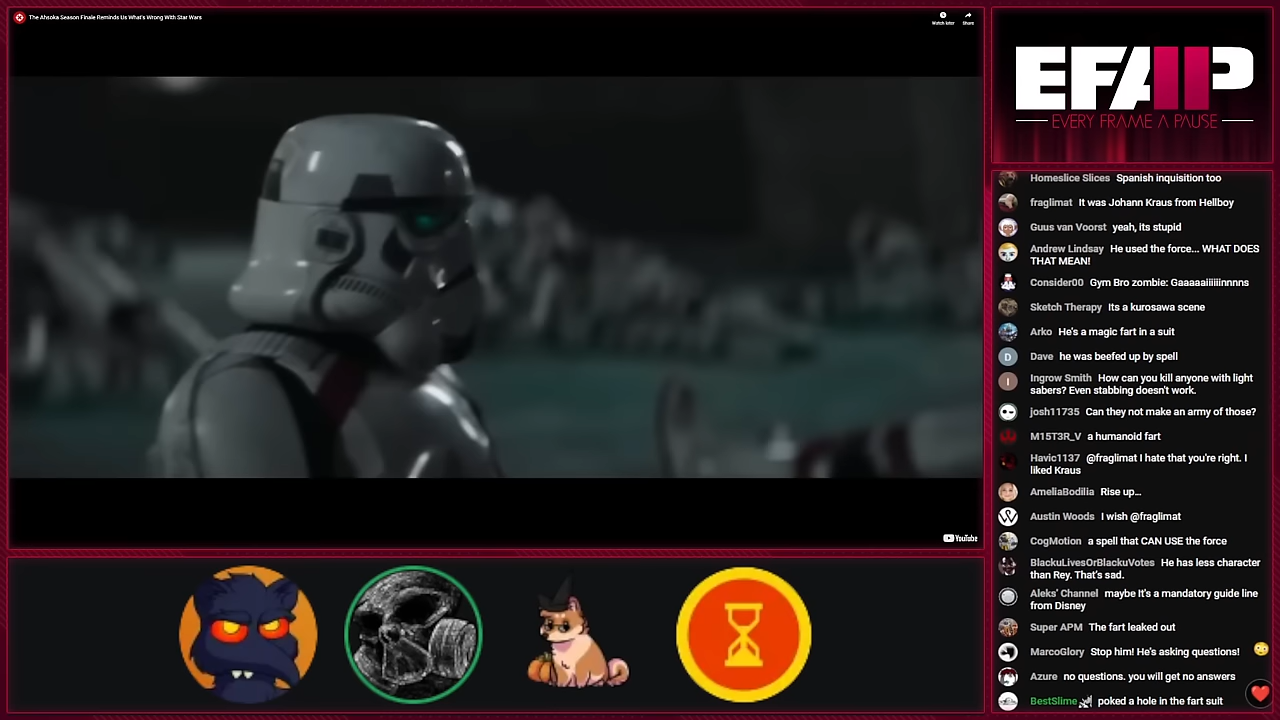 The Ahsoka Season Finale Reminds Us What's Wrong With Star Wars
Watch later
Share
YouTube
EFAP
EVERY FRAME A PAUSE
Homeslice Slices Spanish inquisition too
fraglimat It was Johann Kraus from Hellboy
Guus van Voorst yeah, its stupid
Andrew Lindsay He used the force... WHAT DOES
THAT MEAN!
Consider00 Gym Bro zombie: Gaaaaaiiiiiinnnns
Sketch Therapy Its a kurosawa scene
Arko He's a magic fart in a suit
D
Dave he was beefed up by spell
I
Ingrow Smith How can you kill anyone with light
sabers? Even stabbing doesn't work.
josh11735 Can they not make an army of those?
M15T3R_V a humanoid fart
Havic1137 @fraglimat I hate that you're right. I
liked Kraus
AmeliaBodilia Rise up...
Austin Woods I wish @fraglimat
CogMotion a spell that CAN USE the force
BlackuLivesOrBlackuVotes He has less character
than Rey. That's sad.
Aleks' Channel maybe It's a mandatory guide line
from Disney
Super APM The fart leaked out
MarcoGlory Stop him! He's asking questions!
Azure no questions. you will get no answers
BestSlime poked a hole in the fart suit